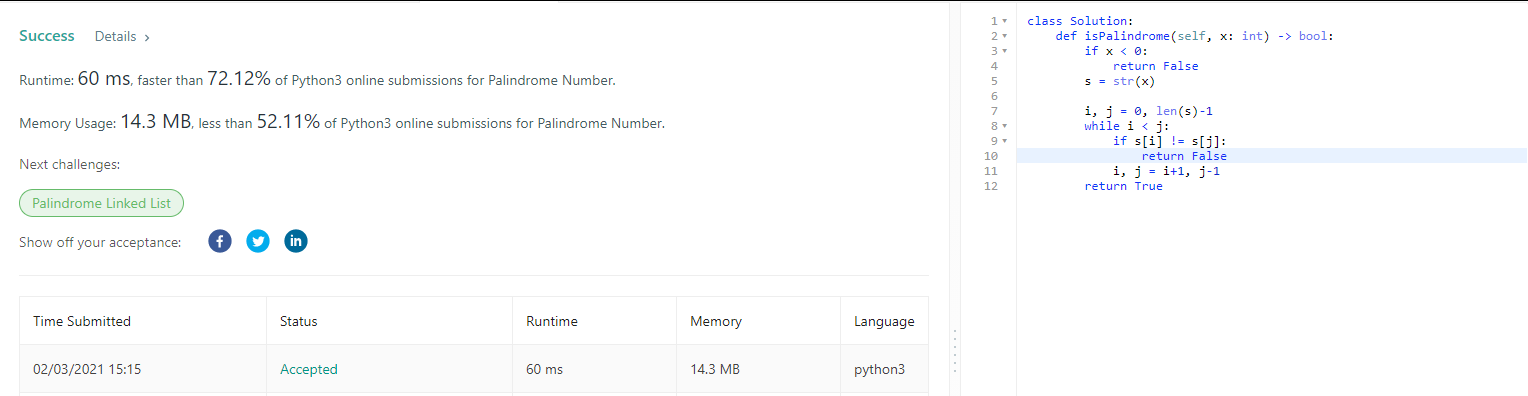 Success Details >
Runtime: 60 ms, faster than 72.12% of Python3 online submissions for Palindrome Number.
Memory Usage: 14.3 MB, less than 52.11% of Python3 online submissions for Palindrome Number.
Next challenges:
Palindrome Linked List
Show off your acceptance: f in
Time Submitted Status Runtime Memory Language
02/03/2021 15:15 Accepted 60 ms 14.3 MB python3
1 class Solution:
2     def isPalindrome(self, x: int) -> bool:
3         if x < 0:
4             return False
5         s = str(x)
6
7         i, j = 0, len(s)-1
8         while i < j:
9             if s[i] != s[j]:
10                 return False
11             i, j = i+1, j-1
12         return True